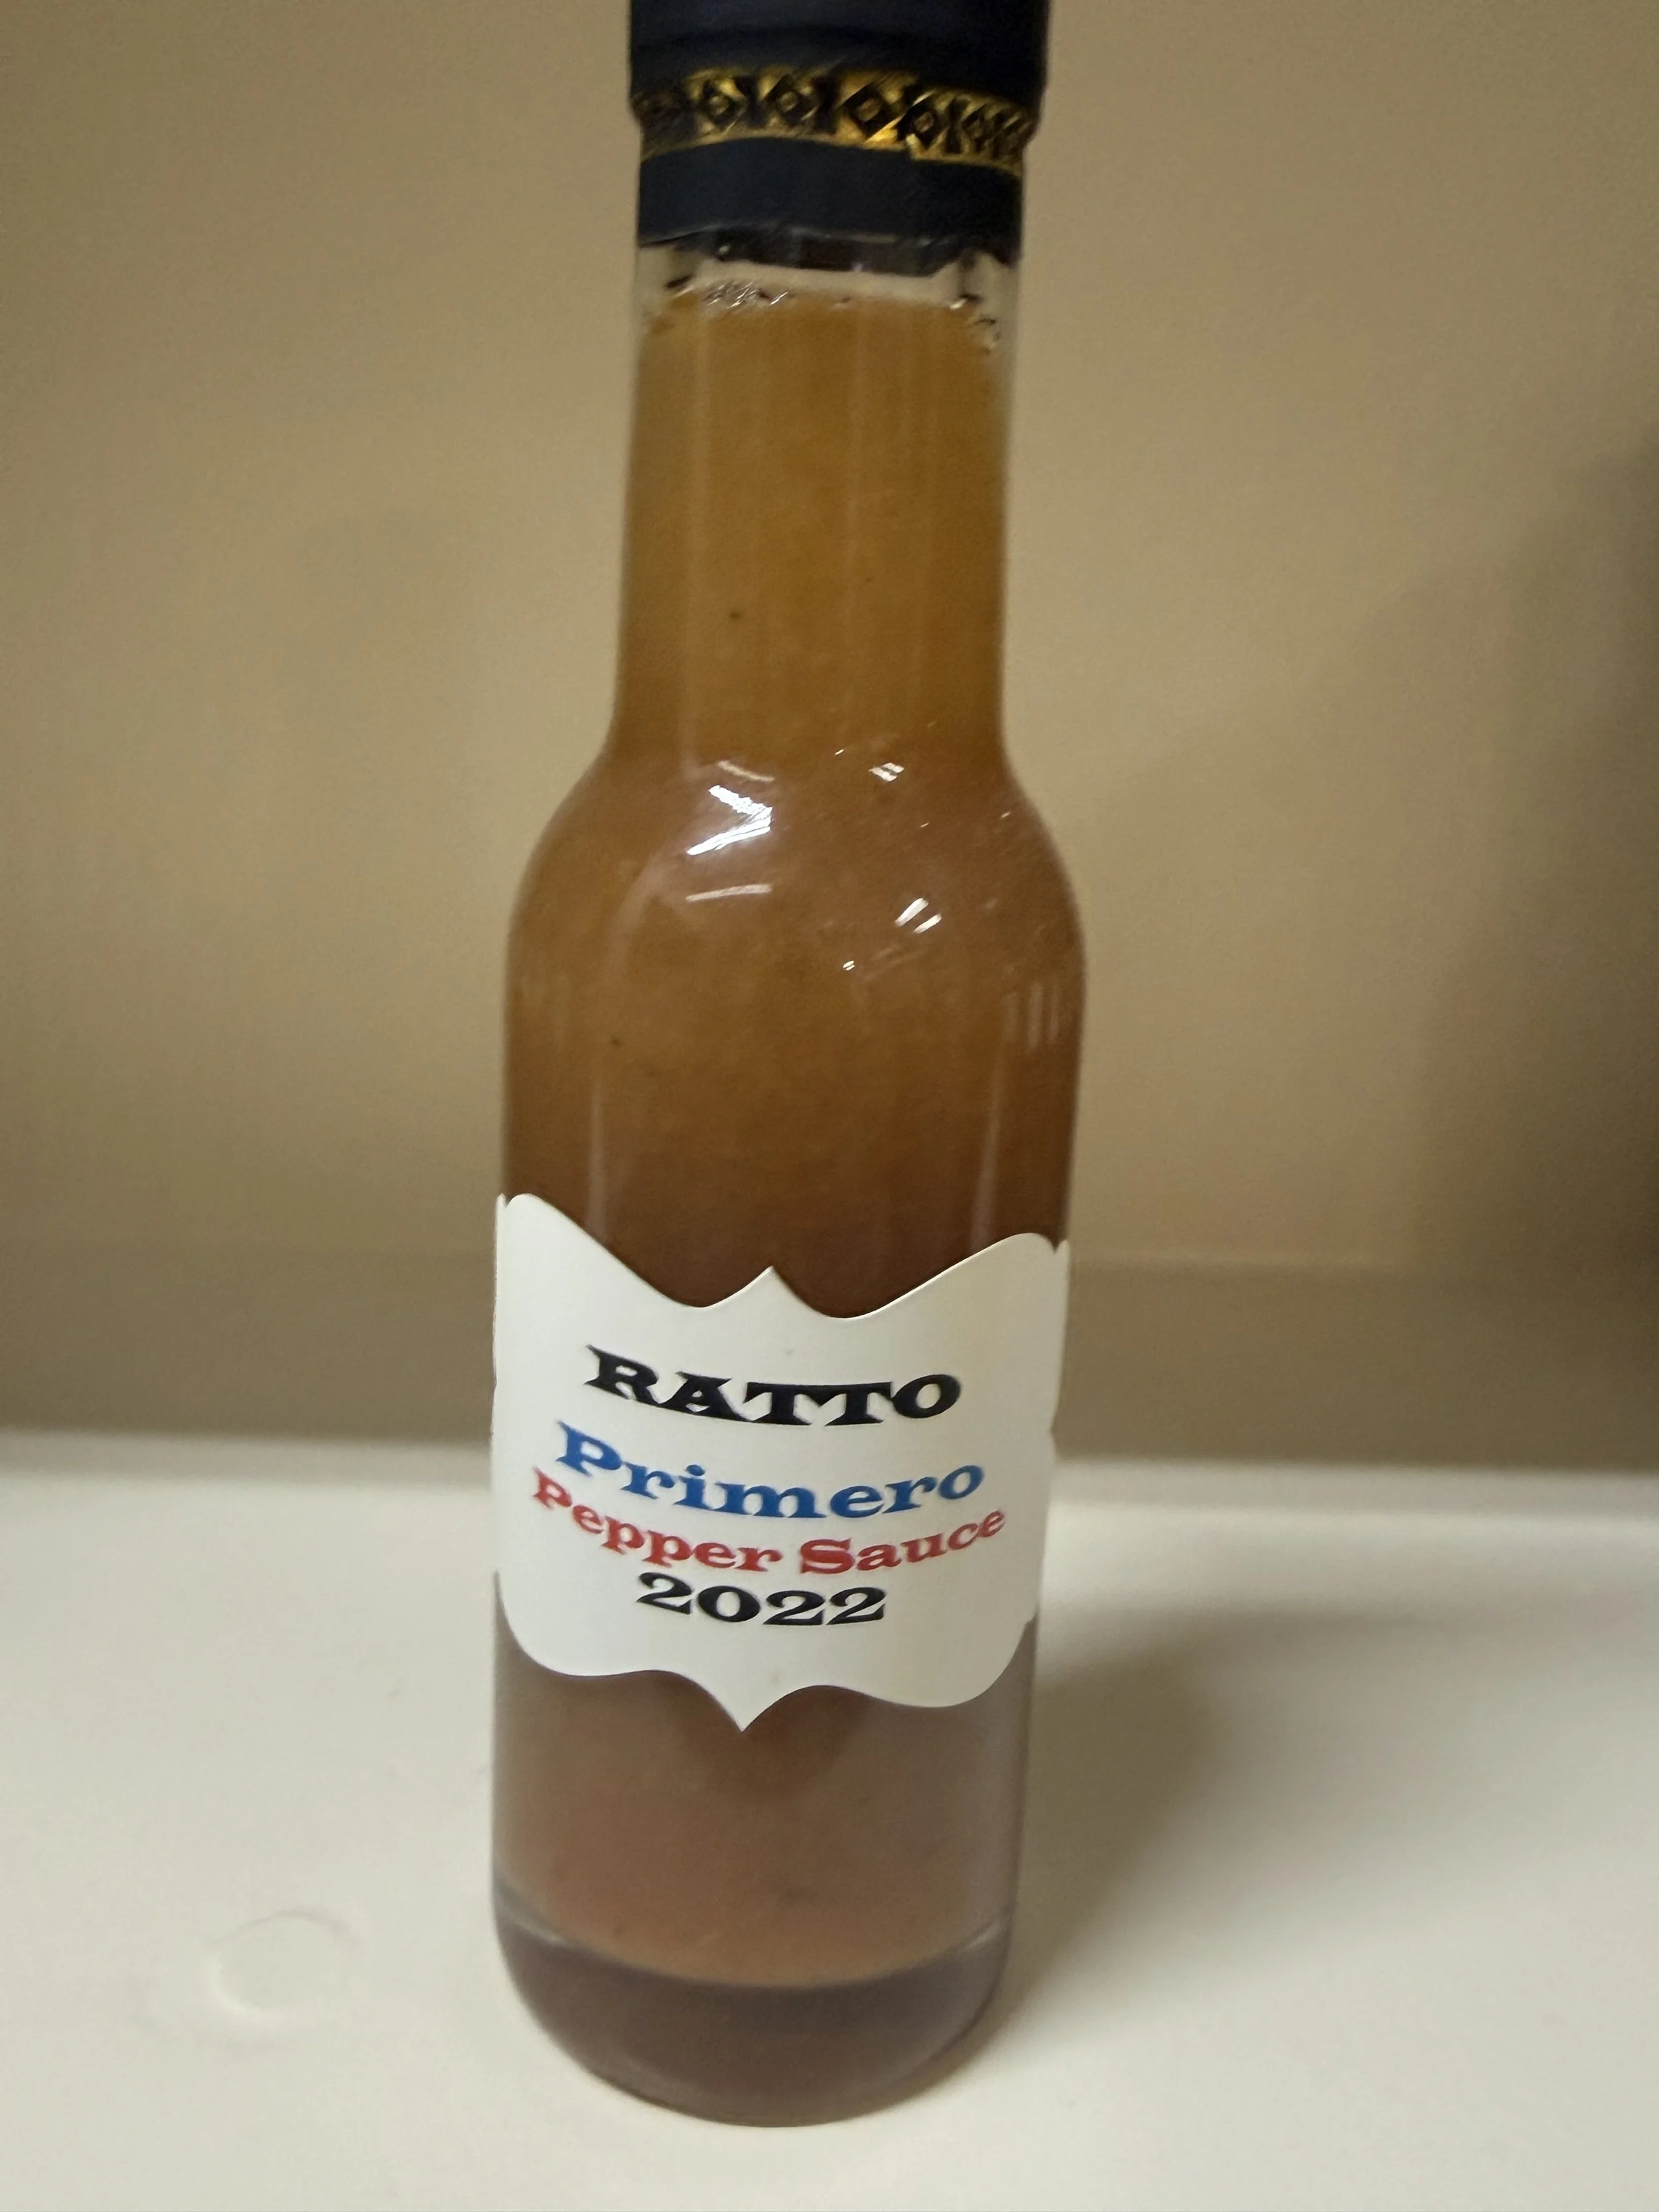 RATTO
Primero
Pepper Sauce
2022